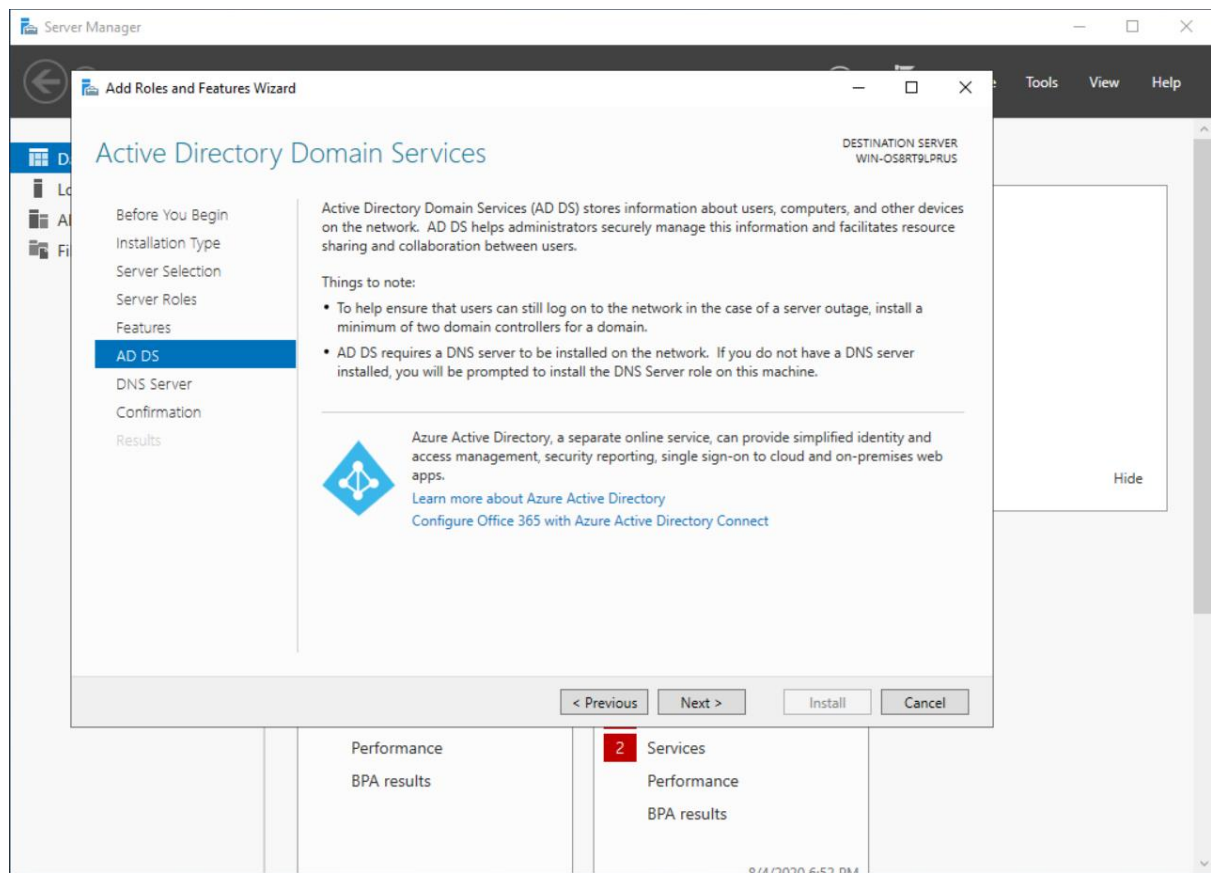 Server Manager
Tools View Help
Add Roles and Features Wizard
Active Directory Domain Services
DESTINATION SERVER
WIN-OS8RT9LPRUS
Before You Begin
Installation Type
Server Selection
Server Roles
Features
AD DS
DNS Server
Confirmation
Results
Active Directory Domain Services (AD DS) stores information about users, computers, and other devices
on the network. AD DS helps administrators securely manage this information and facilitates resource
sharing and collaboration between users.
Things to note:
• To help ensure that users can still log on to the network in the case of a server outage, install a
minimum of two domain controllers for a domain.
• AD DS requires a DNS server to be installed on the network. If you do not have a DNS server
installed, you will be prompted to install the DNS Server role on this machine.
Azure Active Directory, a separate online service, can provide simplified identity and
access management, security reporting, single sign-on to cloud and on-premises web
apps.
Learn more about Azure Active Directory
Configure Office 365 with Azure Active Directory Connect
Hide
< Previous Next > Install Cancel
Performance
BPA results
2 Services
Performance
BPA results
8/4/2020 6:52 PM